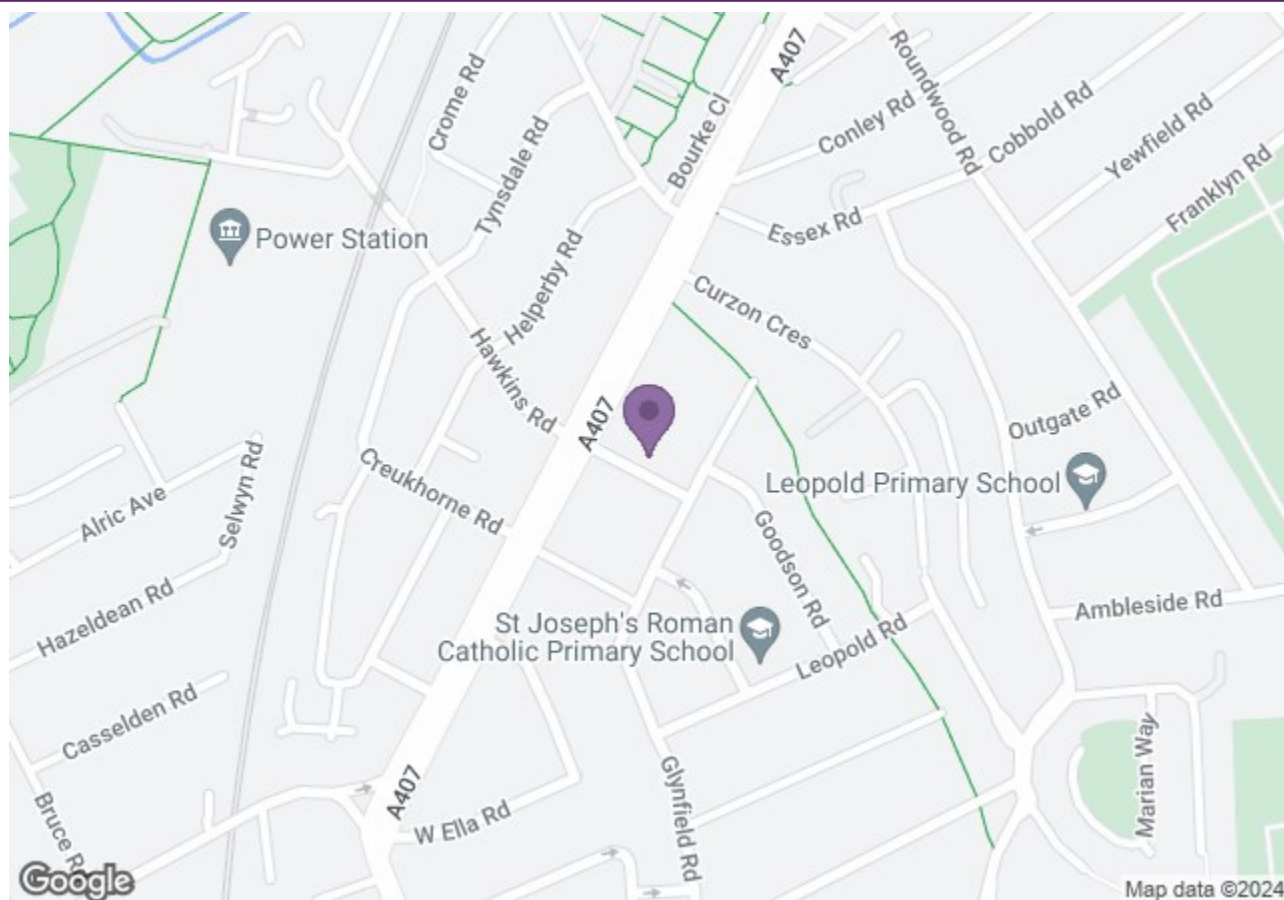 A407
Roundwood Rd
Crome Rd
Conley Rd
Cobbold Rd
Yewfield Rd
Bourke Cl
Tynsdale Rd
Franklyn Rd
Essex Rd
Power Station
Helperby Rd
Curzon Cres
Hawkins Rd
A407
Outgate Rd
Creukhorne Rd
Leopold Primary School
Selwyn Rd
Alric Ave
Goodson Rd
Hazeldean Rd
Ambleside Rd
St Joseph's Roman
Catholic Primary School
Leopold Rd
Casselden Rd
Marian Way
Glynfield Rd
A407
W Ella Rd
Bruce Rd
Google
Map data ©2024